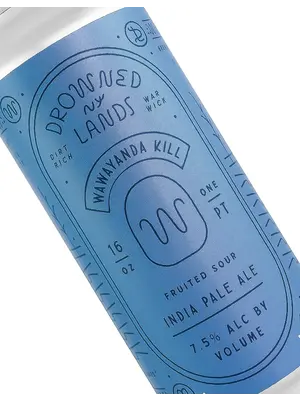 DROWNED
NY
LANDS
DIRT RICH
WAR WICK
WAWAYANDA KILL
W
16 OZ
ONE PT
FRUITED SOUR
INDIA PALE ALE
7.5% ALC BY
VOLUME